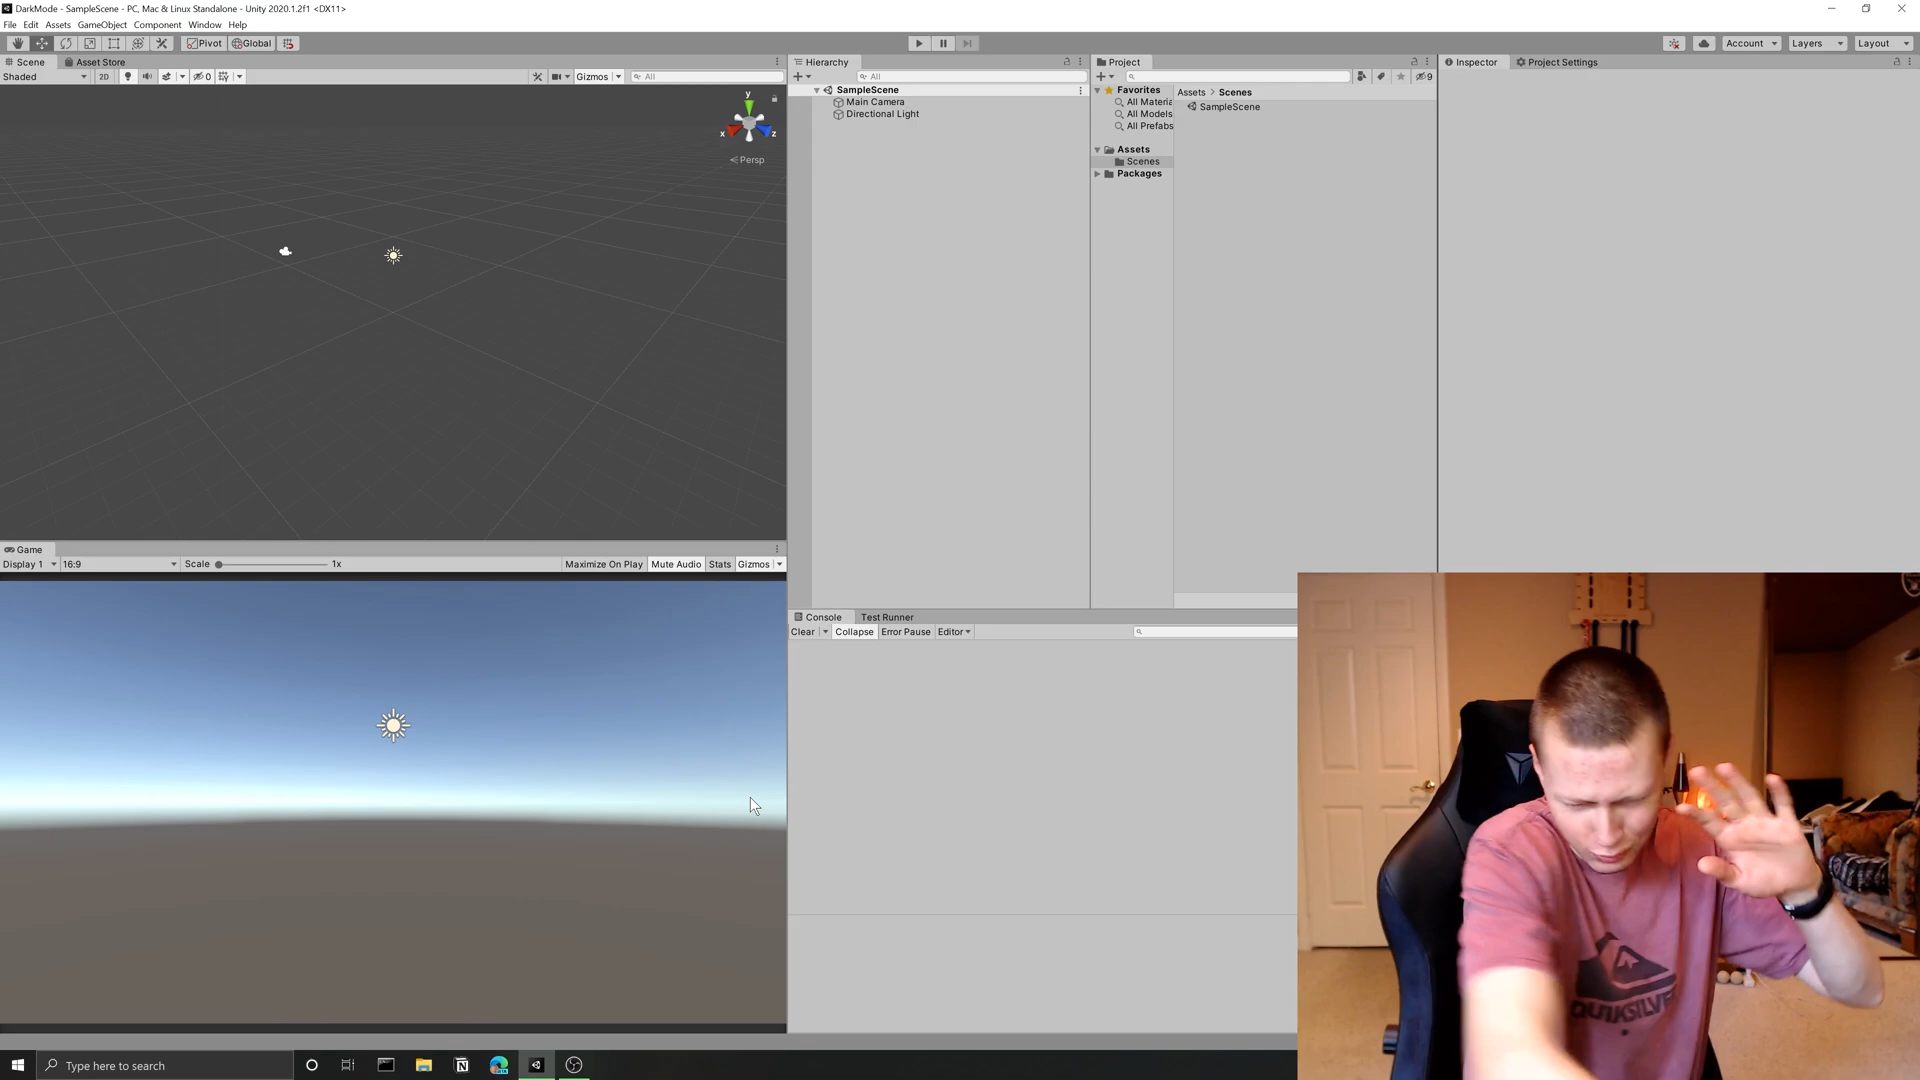 DarkMode - SampleScene - PC, Mac & Linux Standalone - Unity 2020.1.2f1 <DX11>
File Edit Assets GameObject Component Window Help
Pivot Global Account Layers Layout
Scene Asset Store
Shaded 2D 0 Gizmos All
y
x z
Persp
Hierarchy
All
SampleScene
Main Camera
Directional Light
Project
9
Favorites
All Materia
All Models
All Prefabs
Assets
Scenes
Packages
Assets > Scenes
SampleScene
Inspector Project Settings
Game
Display 1 16:9 Scale 1x Maximize On Play Mute Audio Stats Gizmos
Console Test Runner
Clear Collapse Error Pause Editor
QUIKSILVE
Type here to search